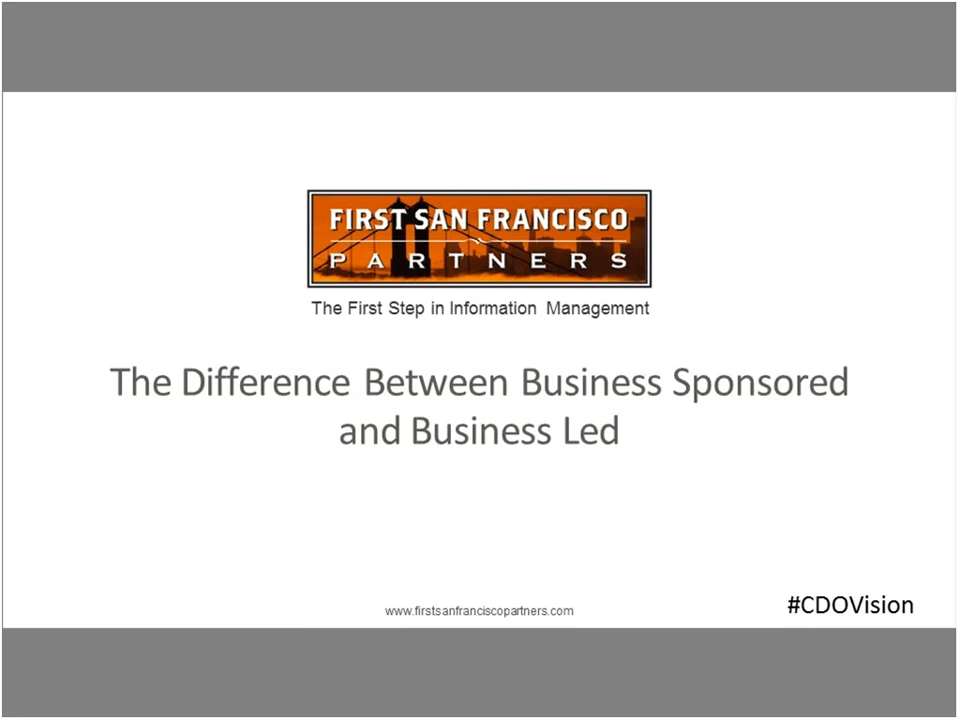 FIRST SAN FRANCISCO
PARTNERS
The First Step in Information Management
The Difference Between Business Sponsored
and Business Led
www.firstsanfranciscopartners.com
#CDOVision